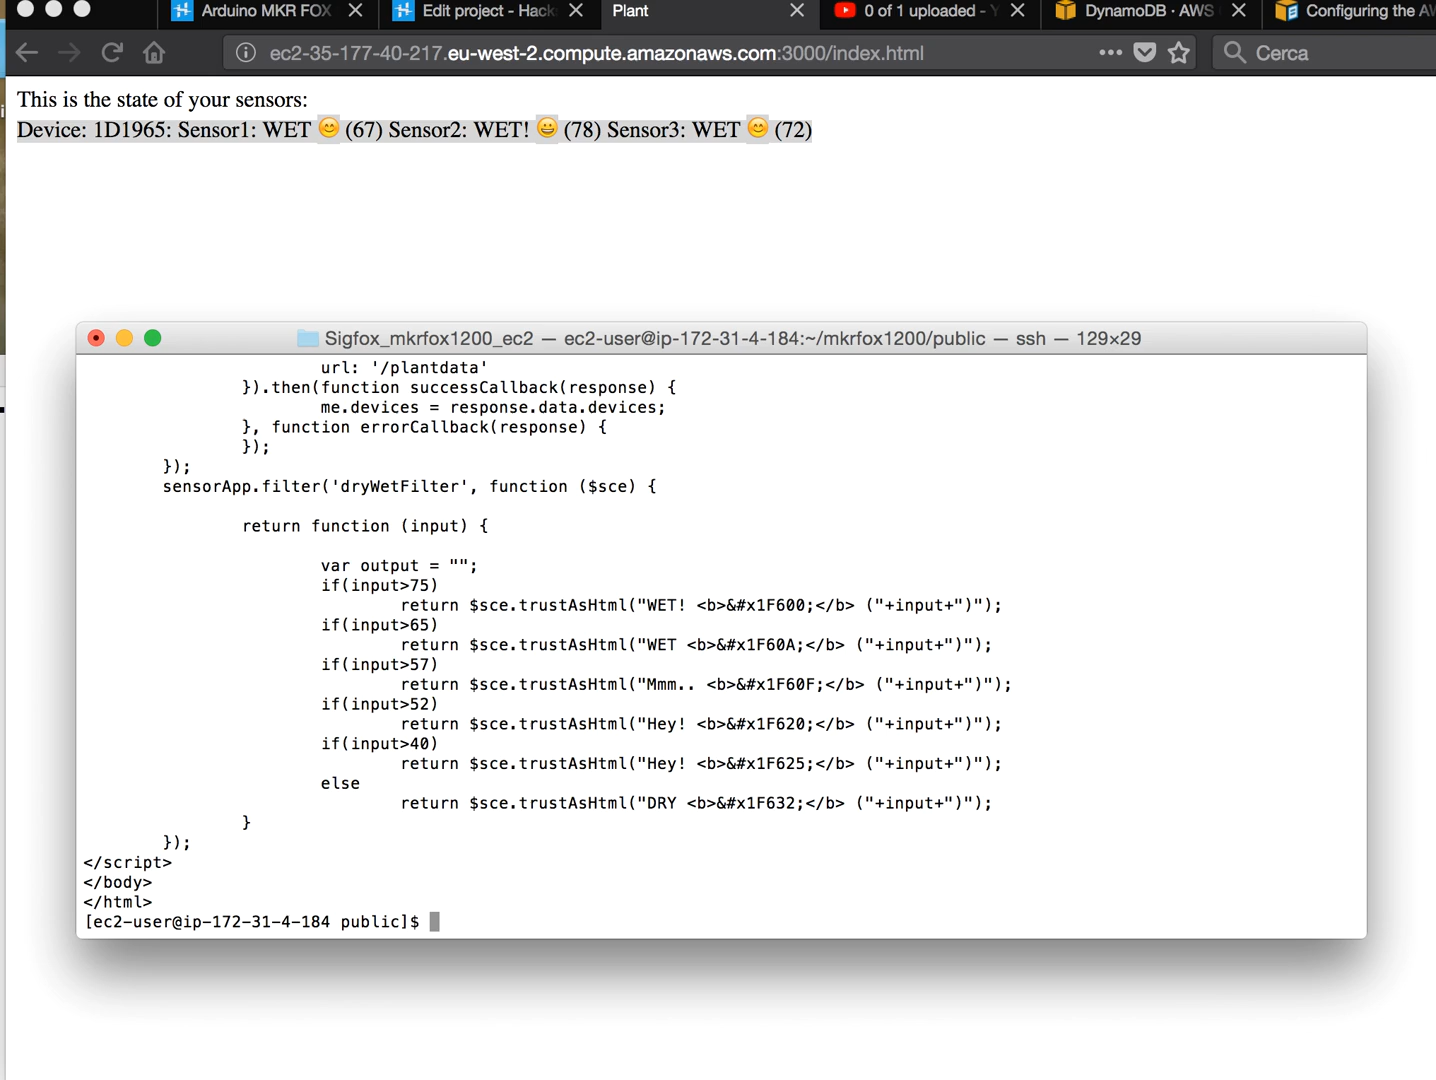 Arduino MKR FOX
Edit project - Hack
Plant
0 of 1 uploaded - Y
DynamoDB · AWS
Configuring the AW
ec2-35-177-40-217.eu-west-2.compute.amazonaws.com:3000/index.html
Cerca
This is the state of your sensors:
Device: 1D1965: Sensor1: WET 😊 (67) Sensor2: WET! 😀 (78) Sensor3: WET 😊 (72)
Sigfox_mkrfox1200_ec2 — ec2-user@ip-172-31-4-184:~/mkrfox1200/public — ssh — 129×29
url: '/plantdata'
}).then(function successCallback(response) {
me.devices = response.data.devices;
}, function errorCallback(response) {
});
});
sensorApp.filter('dryWetFilter', function ($sce) {
return function (input) {
var output = "";
if(input>75)
return $sce.trustAsHtml("WET! <b>&#x1F600;</b> ("+input+")");
if(input>65)
return $sce.trustAsHtml("WET <b>&#x1F60A;</b> ("+input+")");
if(input>57)
return $sce.trustAsHtml("Mmm.. <b>&#x1F60F;</b> ("+input+")");
if(input>52)
return $sce.trustAsHtml("Hey! <b>&#x1F620;</b> ("+input+")");
if(input>40)
return $sce.trustAsHtml("Hey! <b>&#x1F625;</b> ("+input+")");
else
return $sce.trustAsHtml("DRY <b>&#x1F632;</b> ("+input+")");
}
});
</script>
</body>
</html>
[ec2-user@ip-172-31-4-184 public]$